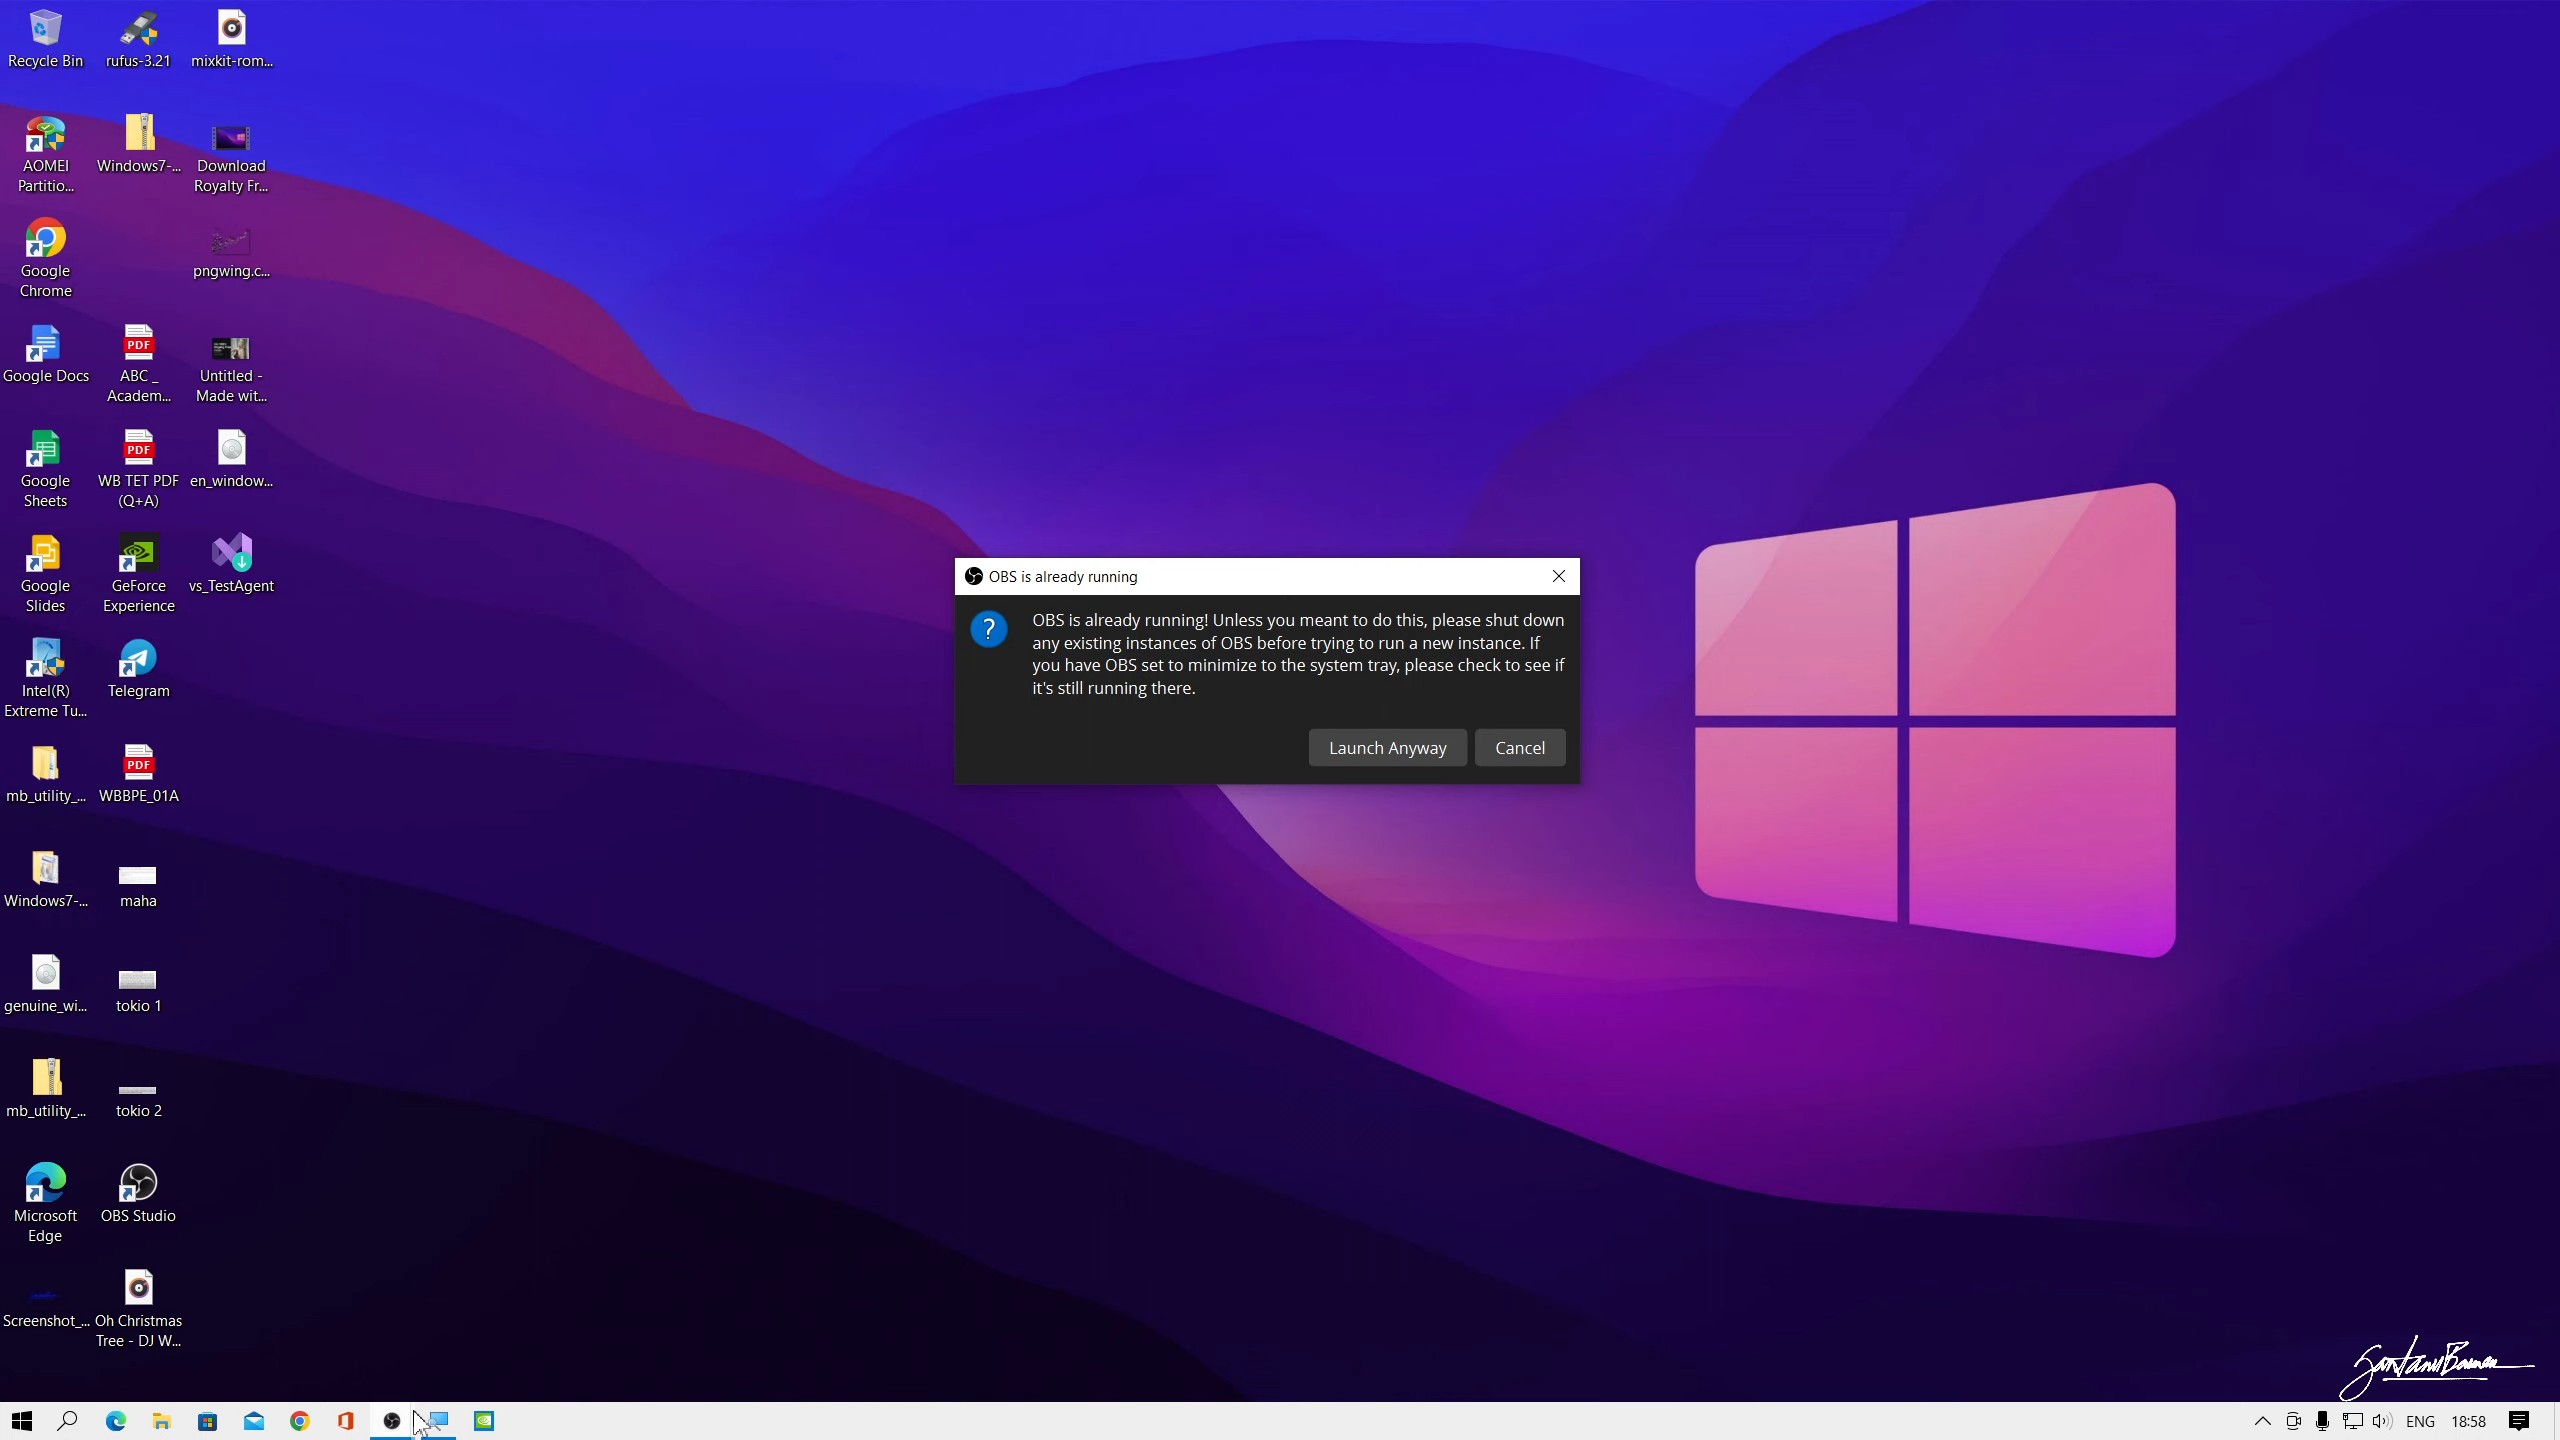 Recycle Bin
rufus-3.21
mixkit-rom...
AOMEI
Partitio...
Windows7-...
Download
Royalty Fr...
Google
Chrome
pngwing.c...
Google Docs
PDF
ABC _
Academ...
Untitled -
Made wit...
Google
Sheets
PDF
WB TET PDF
(Q+A)
en_window...
Google
Slides
GeForce
Experience
vs_TestAgent
Intel(R)
Extreme Tu...
Telegram
mb_utility_...
PDF
WBBPE_01A
Windows7-...
maha
genuine_wi...
tokio 1
mb_utility_...
tokio 2
Microsoft
Edge
OBS Studio
Screenshot_...
Oh Christmas
Tree - DJ W...
OBS is already running
OBS is already running! Unless you meant to do this, please shut down
any existing instances of OBS before trying to run a new instance. If
you have OBS set to minimize to the system tray, please check to see if
it's still running there.
Launch Anyway
Cancel
ENG
18:58